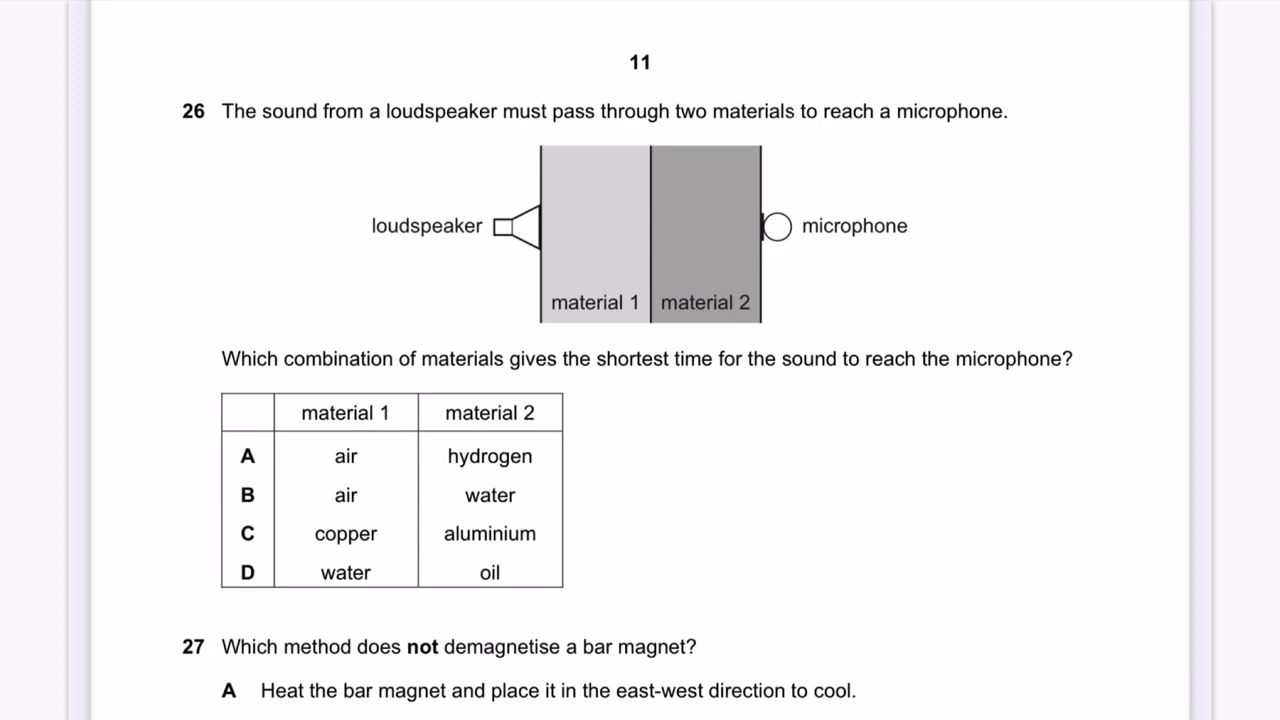 11
26 The sound from a loudspeaker must pass through two materials to reach a microphone.
loudspeaker
microphone
material 1 material 2
Which combination of materials gives the shortest time for the sound to reach the microphone?
material 1 material 2
A air hydrogen
B air water
C copper aluminium
D water oil
27 Which method does not demagnetise a bar magnet?
A Heat the bar magnet and place it in the east-west direction to cool.